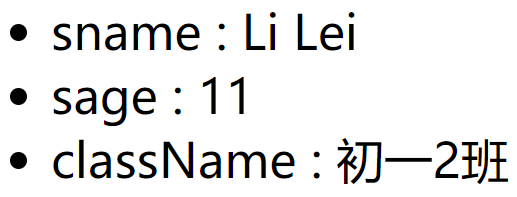 • sname : Li Lei
• sage : 11
• className : 初一2班